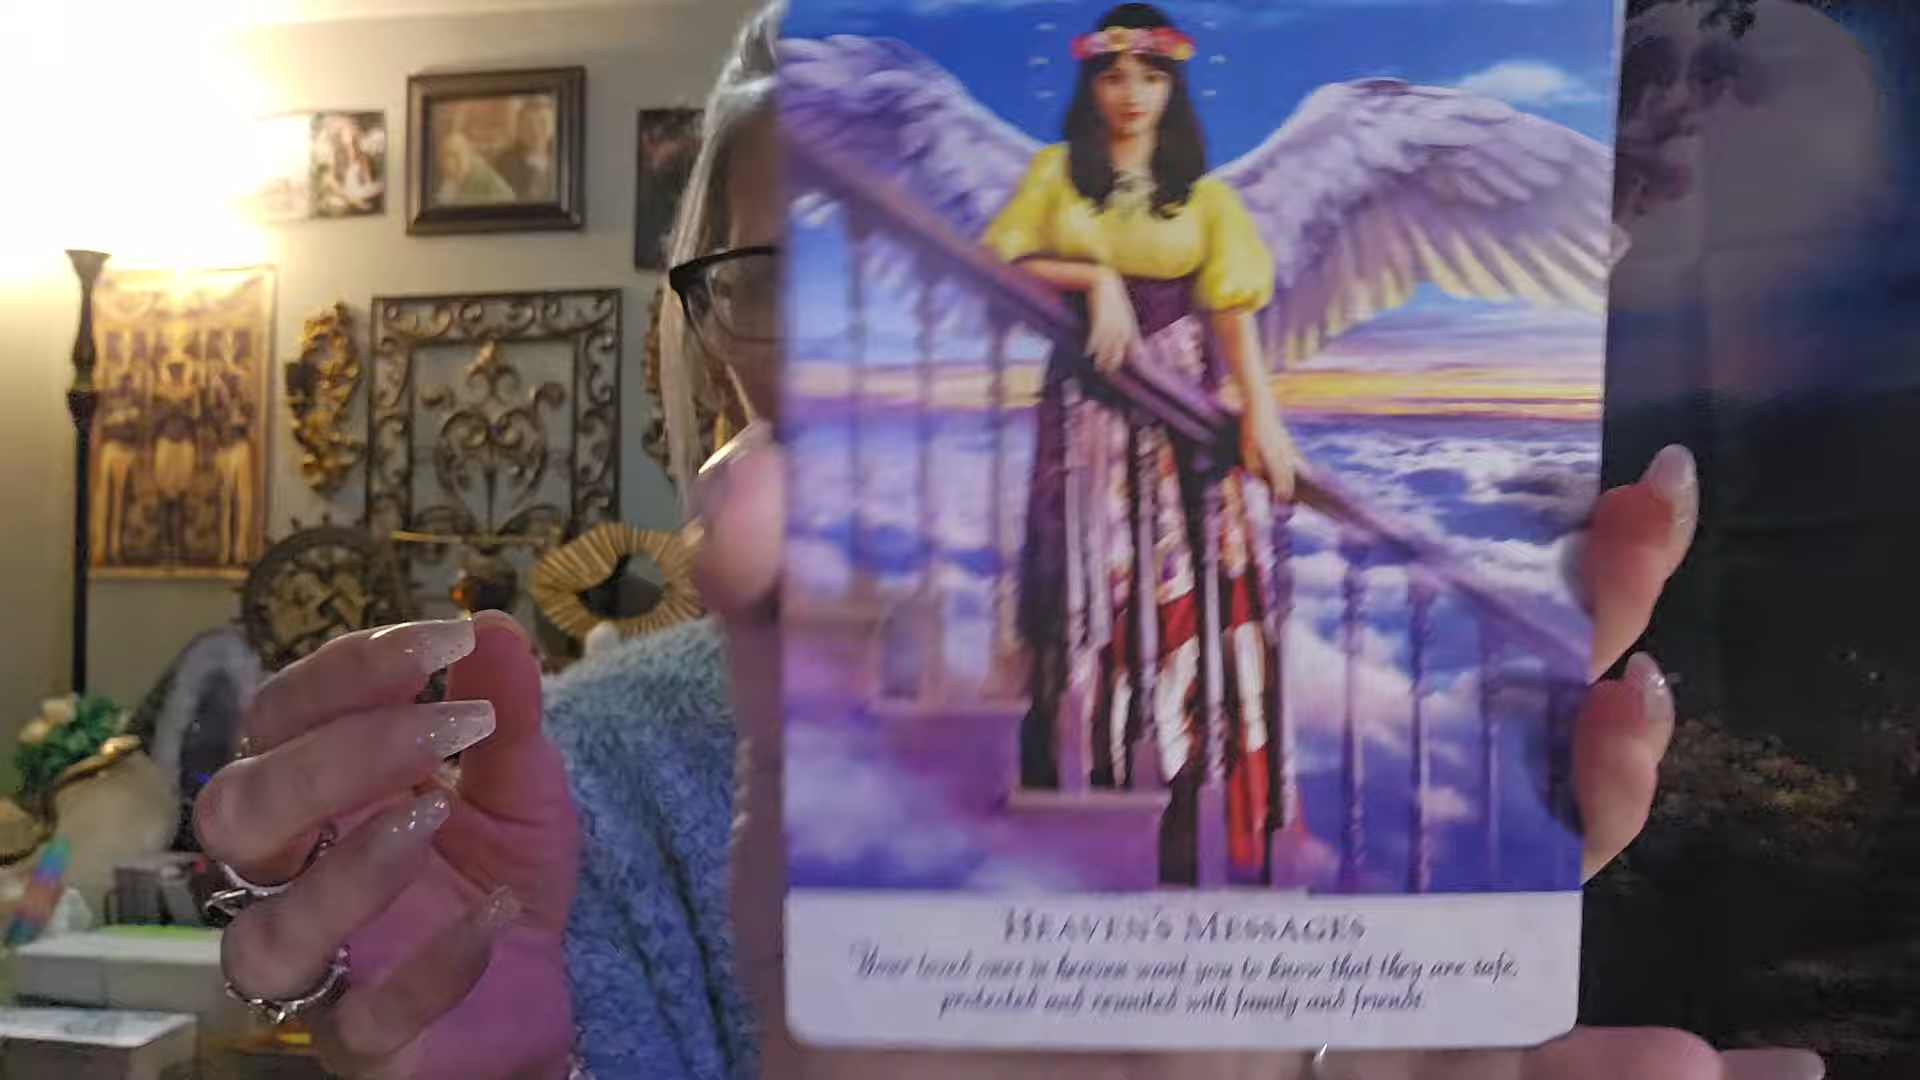 HEAVEN'S MESSAGES
Your loved ones in heaven want you to know that they are safe,
protected and reunited with family and friends.